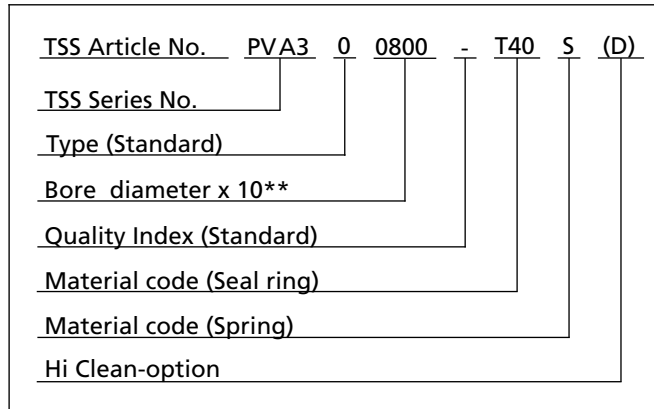 TSS Article No. PVA3 0 0800 - T40 S (D)
TSS Series No.
Type (Standard)
Bore diameter x 10**
Quality Index (Standard)
Material code (Seal ring)
Material code (Spring)
Hi Clean-option